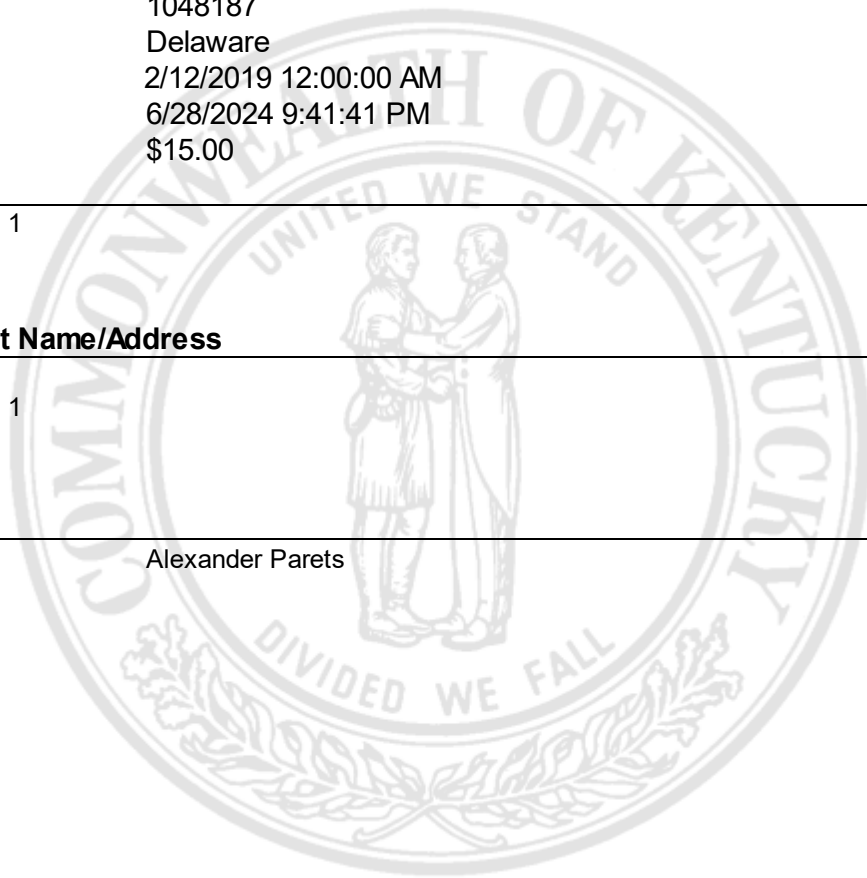 1048187
Delaware
2/12/2019 12:00:00 AM
6/28/2024 9:41:41 PM
$15.00
1
t Name/Address
1
Alexander Parets
COMMONWEALTH OF KENTUCKY
UNITED WE STAND
DIVIDED WE FALL